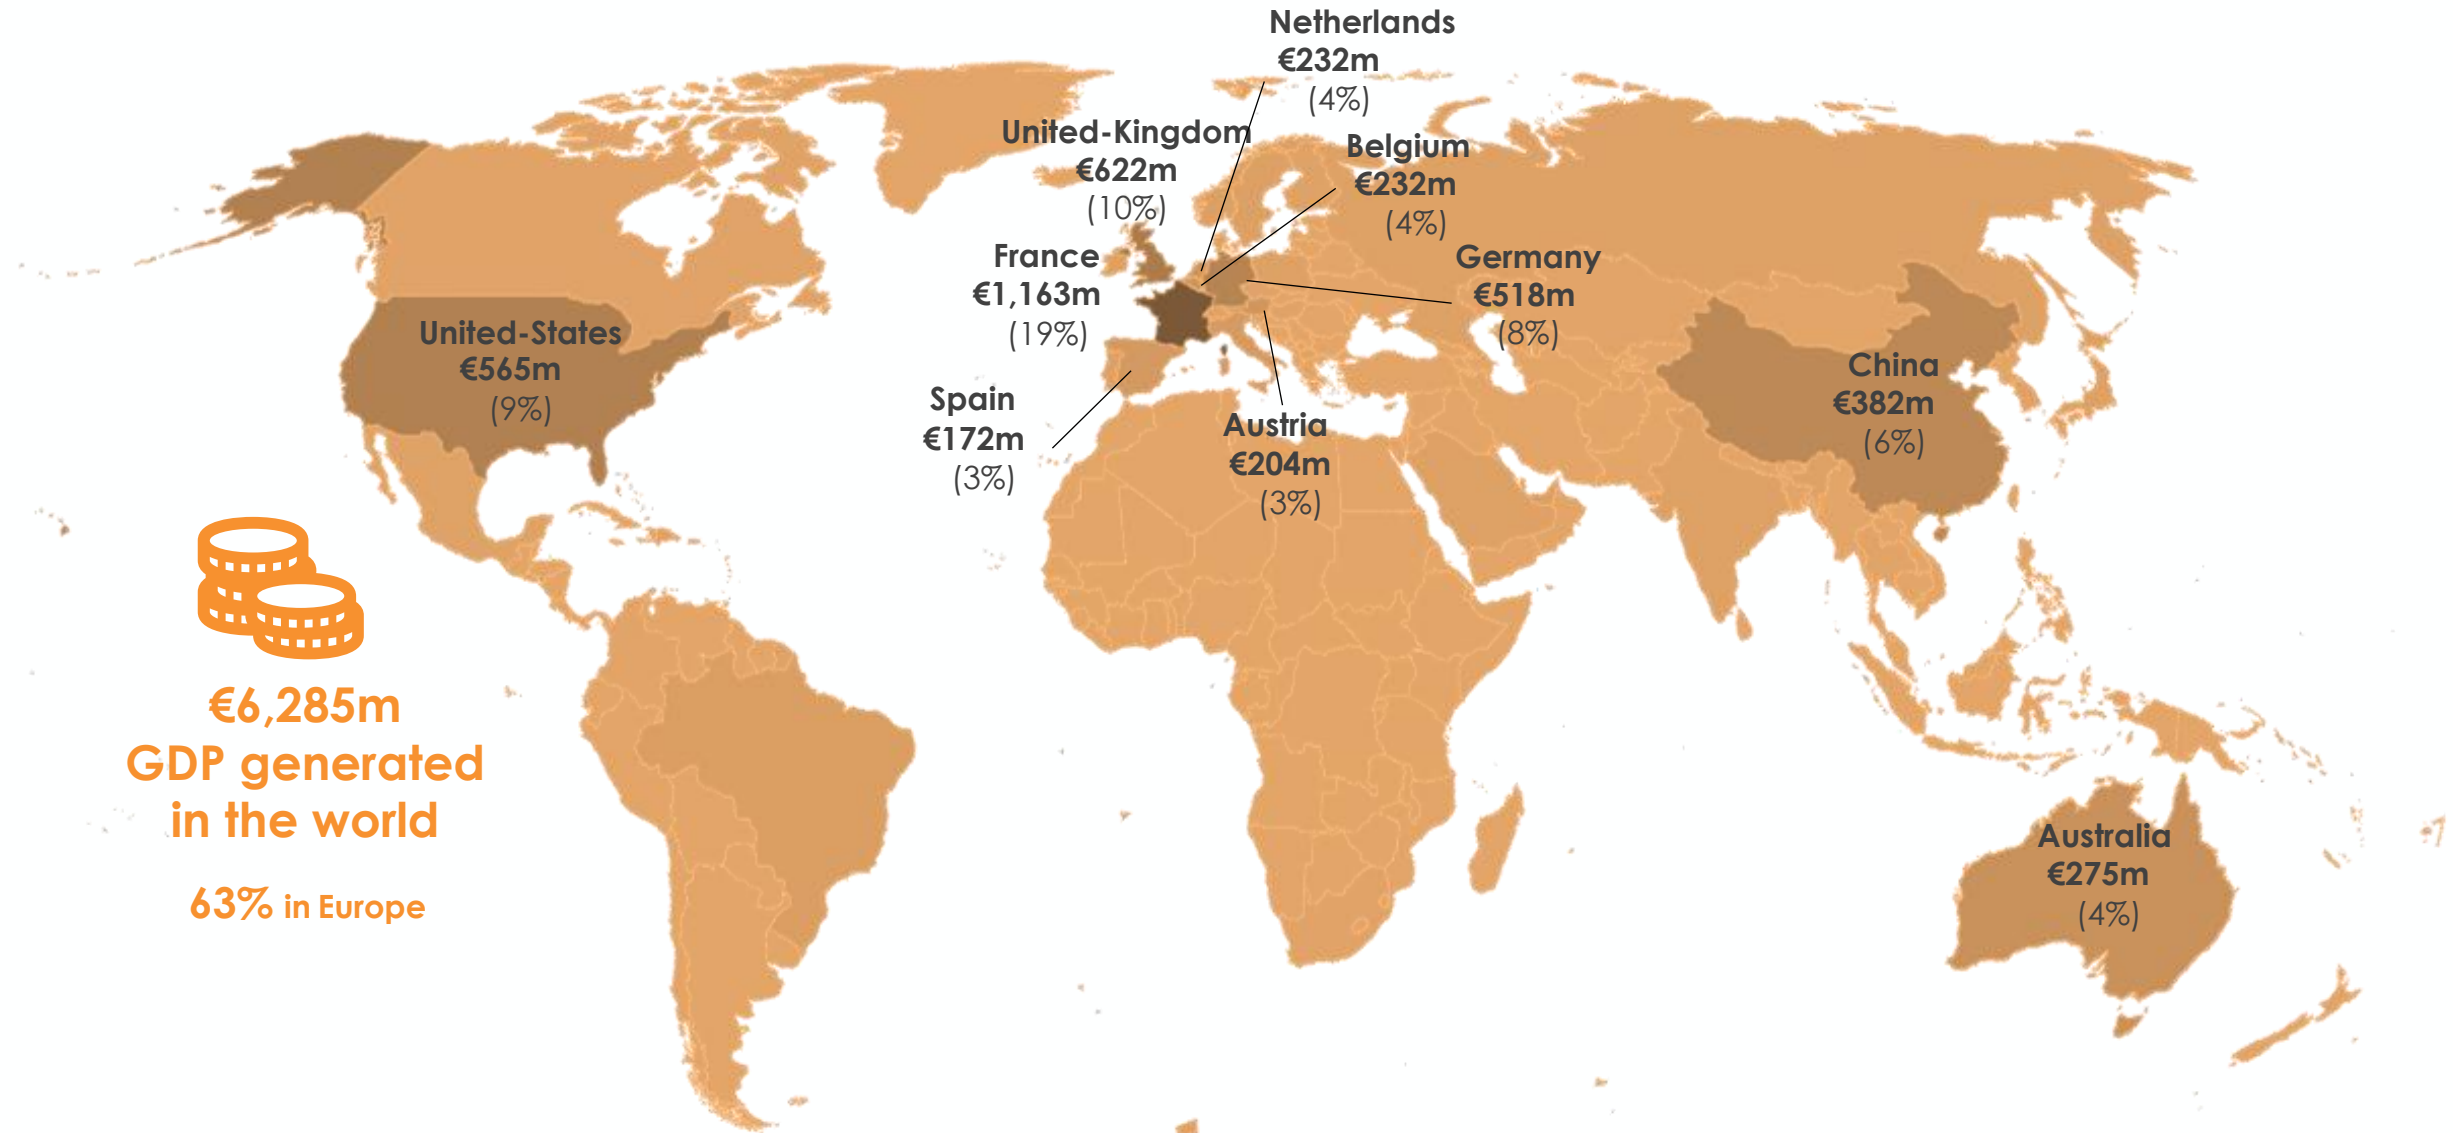 Netherlands
€232m
(4%)
United-Kingdom
€622m
(10%)
Belgium
€232m
(4%)
France
€1,163m
(19%)
Germany
€518m
(8%)
United-States
€565m
(9%)
China
€382m
(6%)
Spain
€172m
(3%)
Austria
€204m
(3%)
€6,285m
GDP generated
in the world
63% in Europe
Australia
€275m
(4%)